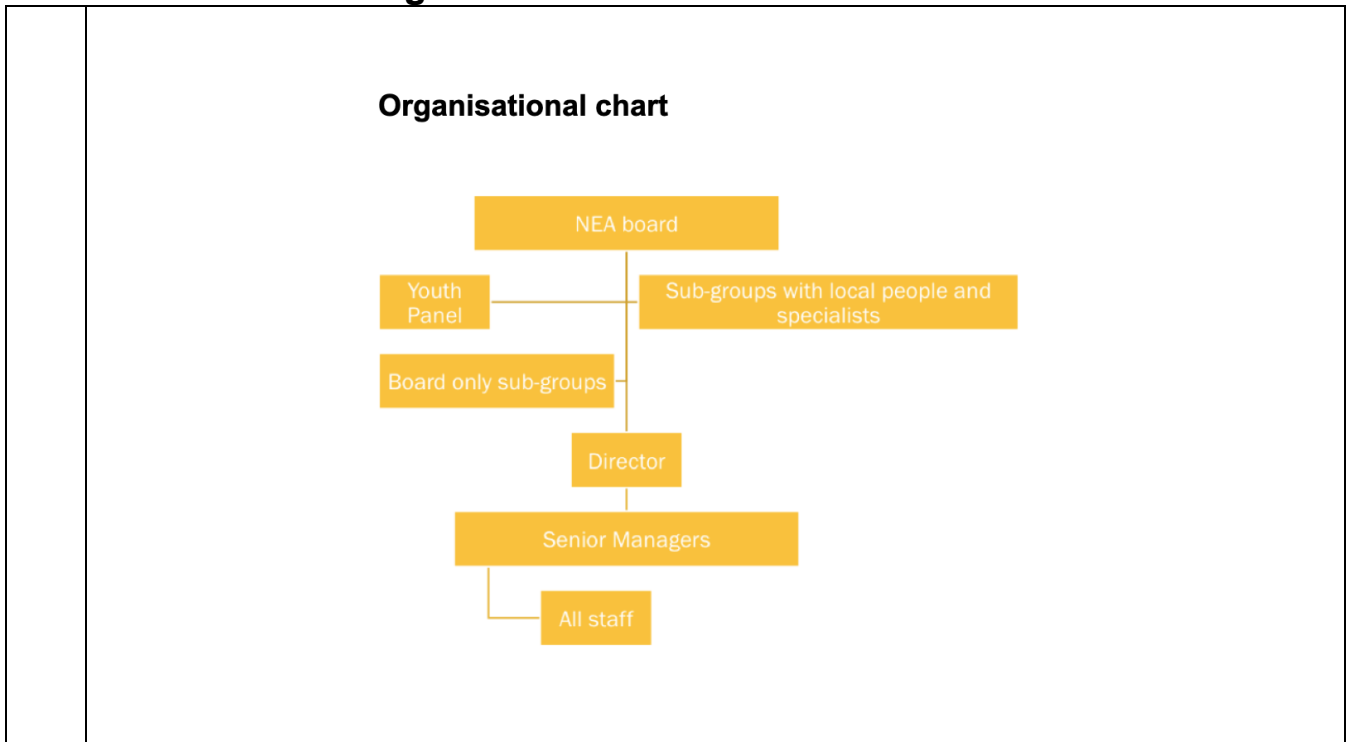 Organisational chart
NEA board
Youth
Panel
Sub-groups with local people and
specialists
Board only sub-groups
Director
Senior Managers
All staff